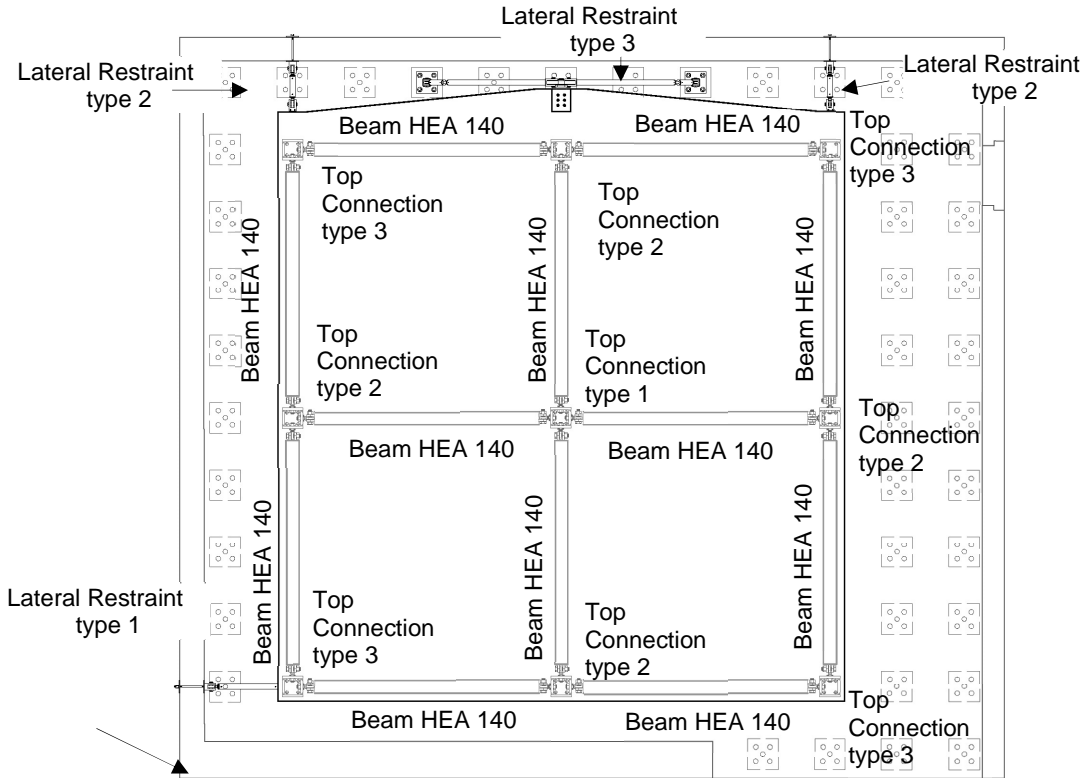 Lateral Restraint
type 3
Lateral Restraint
type 2
Lateral Restraint
type 2
Beam HEA 140
Beam HEA 140
Top
Connection
type 3
Top
Connection
type 3
Top
Connection
type 2
Beam HEA 140
Beam HEA 140
Beam HEA 140
Top
Connection
type 2
Top
Connection
type 1
Top
Connection
type 2
Beam HEA 140
Beam HEA 140
Beam HEA 140
Beam HEA 140
Beam HEA 140
Lateral Restraint
type 1
Top
Connection
type 3
Top
Connection
type 2
Top
Connection
type 3
Beam HEA 140
Beam HEA 140